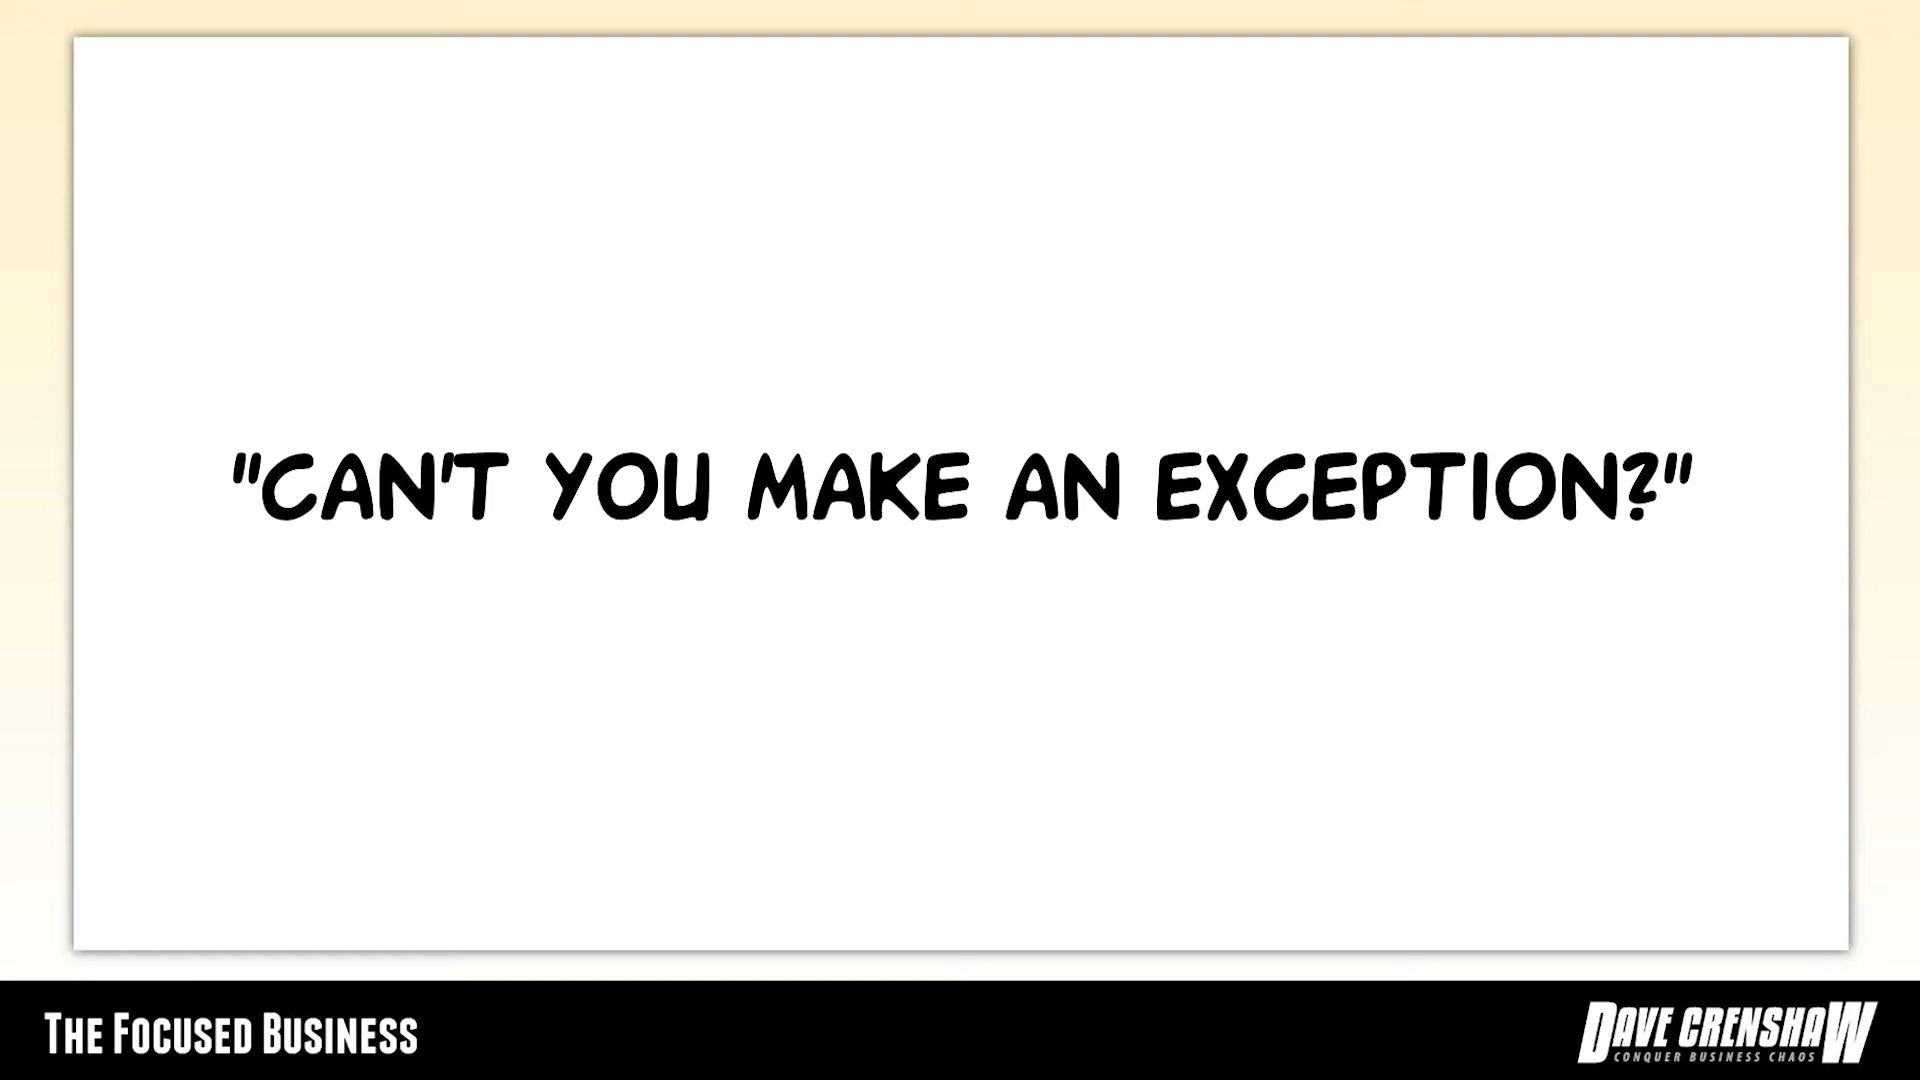 "CAN'T YOU MAKE AN EXCEPTION?"
THE FOCUSED BUSINESS
DAVE CRENSHAW
CONQUER BUSINESS CHAOS